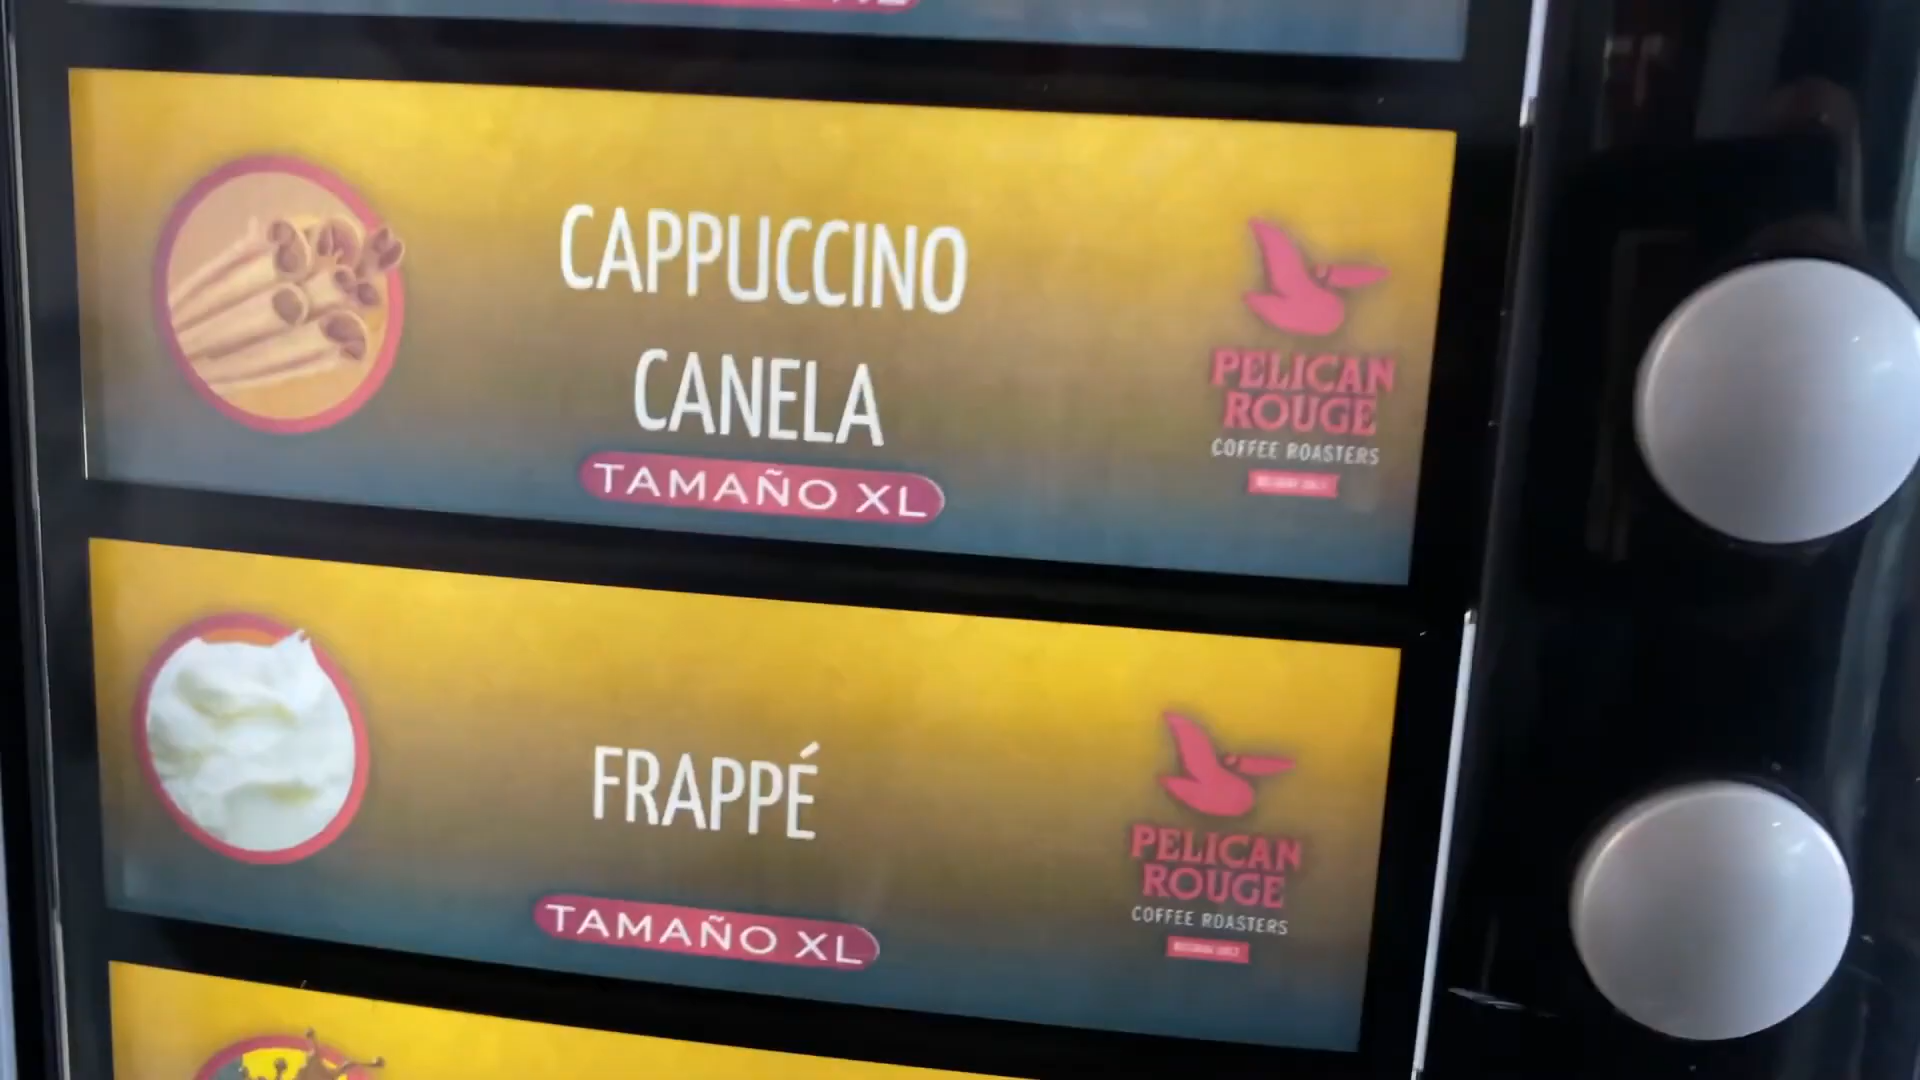 CAPPUCCINO
CANELA
TAMAÑO XL
PELICAN
ROUGE
COFFEE ROASTERS
FRAPPÉ
TAMAÑO XL
PELICAN
ROUGE
COFFEE ROASTERS